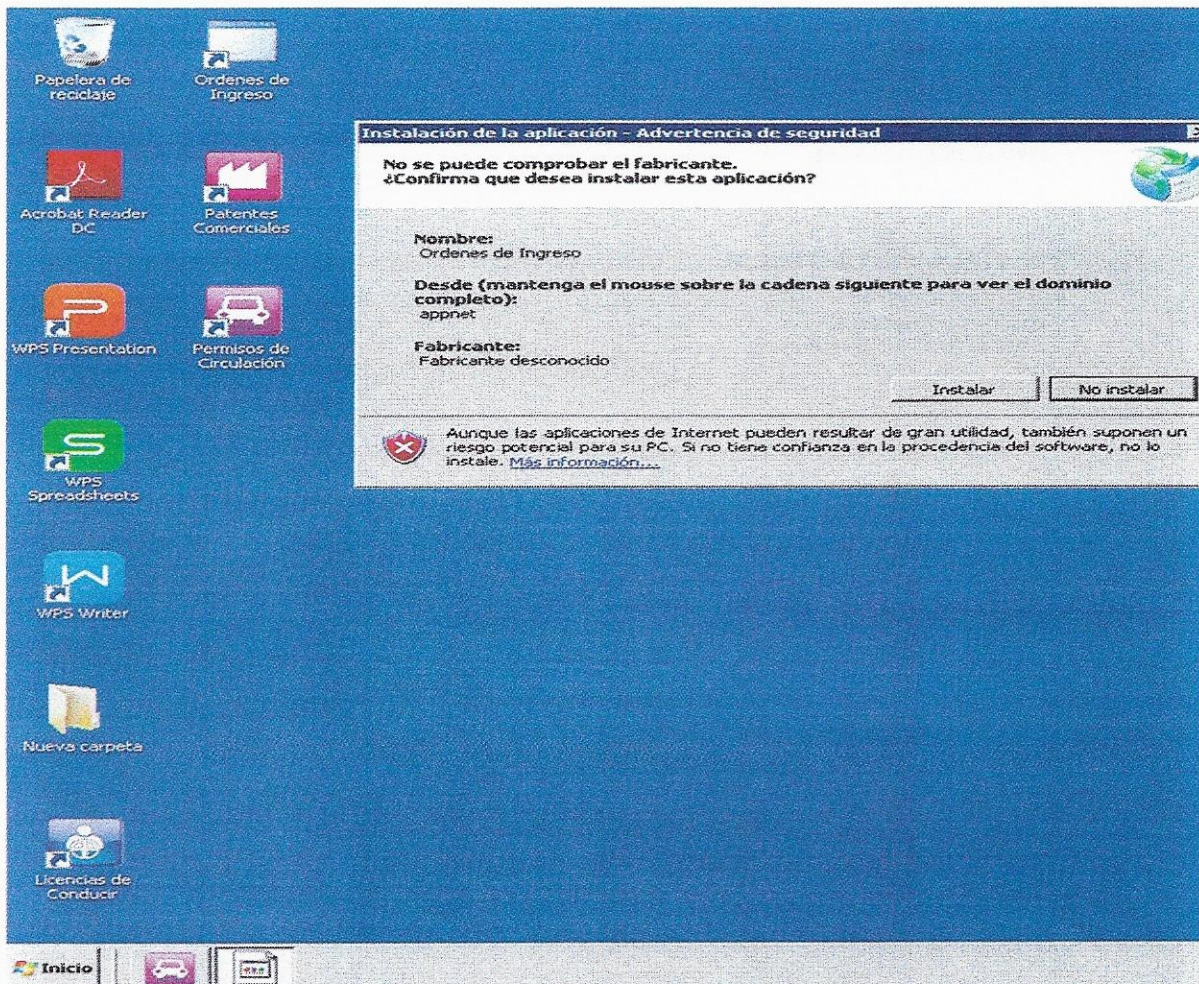 Papelera de
reciclaje
Ordenes de
Ingreso
Acrobat Reader
DC
Patentes
Comerciales
WPS Presentation
Permisos de
Circulación
WPS
Spreadsheets
WPS Writer
Nueva carpeta
Licencias de
Conducir
Instalación de la aplicación - Advertencia de seguridad
No se puede comprobar el fabricante.
¿Confirma que desea instalar esta aplicación?
Nombre:
Ordenes de Ingreso
Desde (mantenga el mouse sobre la cadena siguiente para ver el dominio
completo):
appnet
Fabricante:
Fabricante desconocido
Instalar
No instalar
Aunque las aplicaciones de Internet pueden resultar de gran utilidad, también suponen un
riesgo potencial para su PC. Si no tiene confianza en la procedencia del software, no lo
instale. Más información...
Inicio